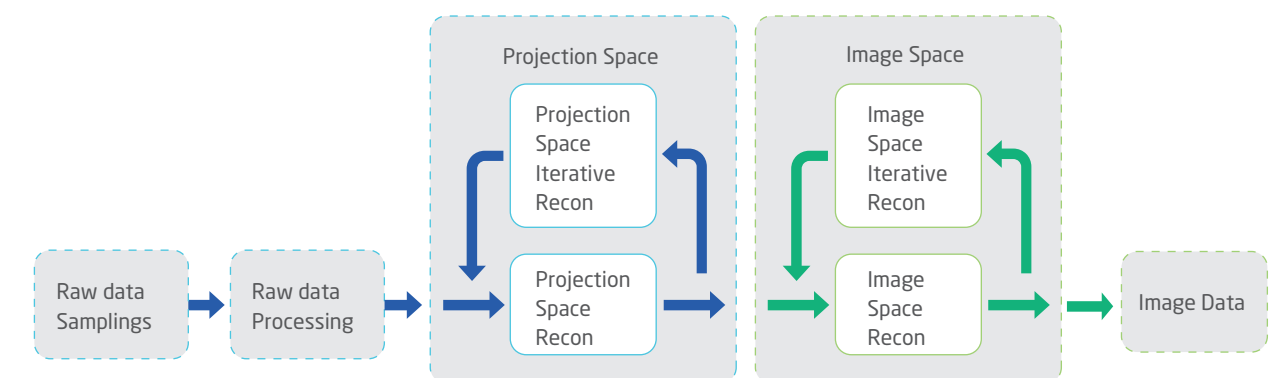 Projection Space
Projection
Space
Iterative
Recon
Projection
Space
Recon
Image Space
Image
Space
Iterative
Recon
Image
Space
Recon
Raw data
Samplings
Raw data
Processing
Image Data